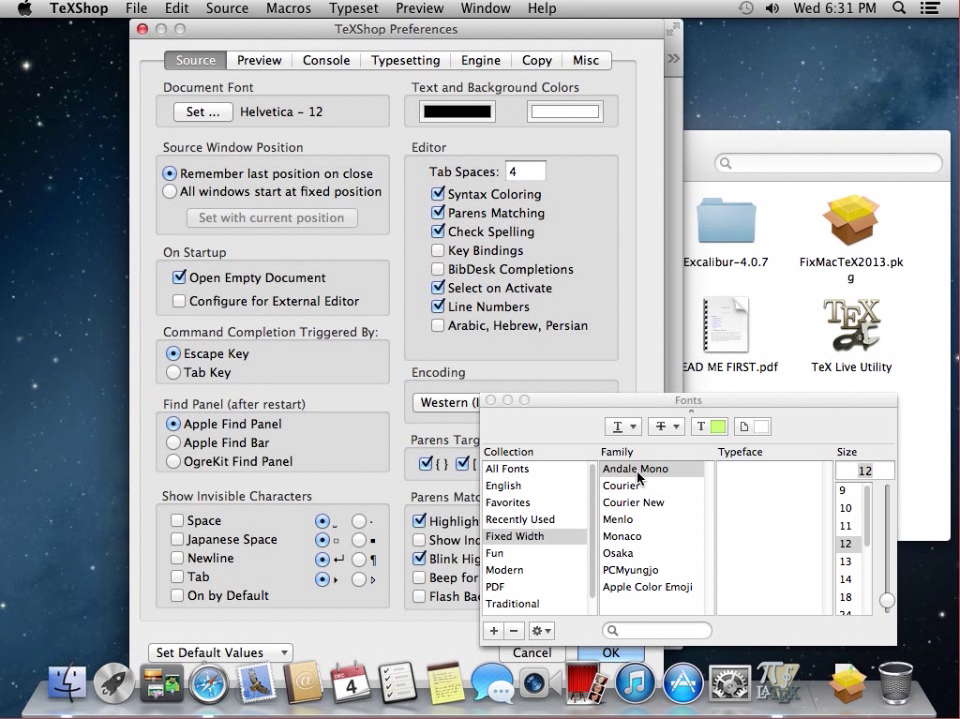 TeXShop File Edit Source Macros Typeset Preview Window Help Wed 6:31 PM
TeXShop Preferences
Source Preview Console Typesetting Engine Copy Misc
Document Font
Set ... Helvetica – 12
Source Window Position
Remember last position on close
All windows start at fixed position
Set with current position
On Startup
Open Empty Document
Configure for External Editor
Command Completion Triggered By:
Escape Key
Tab Key
Find Panel (after restart)
Apple Find Panel
Apple Find Bar
OgreKit Find Panel
Show Invisible Characters
Space
Japanese Space
Newline
Tab
On by Default
Text and Background Colors
Editor
Tab Spaces: 4
Syntax Coloring
Parens Matching
Check Spelling
Key Bindings
BibDesk Completions
Select on Activate
Line Numbers
Arabic, Hebrew, Persian
Encoding
Western (
Parens Targ
{ } [
Parens Matc
Highligh
Show In
Blink Hig
Beep for
Flash Ba
Set Default Values Cancel OK
Excalibur-4.0.7
FixMacTeX2013.pk
g
EAD ME FIRST.pdf
TeX Live Utility
Fonts
T T T
Collection Family Typeface Size
All Fonts
English
Favorites
Recently Used
Fixed Width
Fun
Modern
PDF
Traditional
Andale Mono
Courier
Courier New
Menlo
Monaco
Osaka
PCMyungjo
Apple Color Emoji
12
9
10
11
12
13
14
18
24
DEC
4